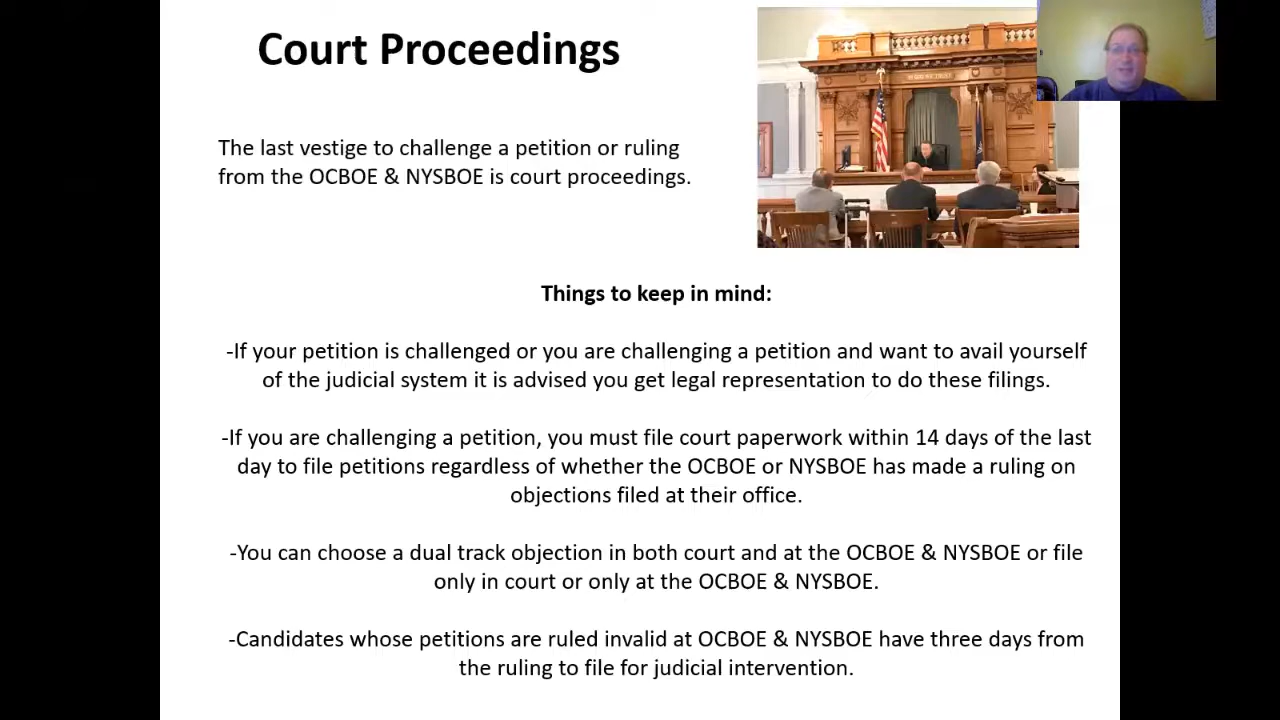 Court Proceedings
The last vestige to challenge a petition or ruling
from the OCBOE & NYSBOE is court proceedings.
Things to keep in mind:
-If your petition is challenged or you are challenging a petition and want to avail yourself
of the judicial system it is advised you get legal representation to do these filings.
-If you are challenging a petition, you must file court paperwork within 14 days of the last
day to file petitions regardless of whether the OCBOE or NYSBOE has made a ruling on
objections filed at their office.
-You can choose a dual track objection in both court and at the OCBOE & NYSBOE or file
only in court or only at the OCBOE & NYSBOE.
-Candidates whose petitions are ruled invalid at OCBOE & NYSBOE have three days from
the ruling to file for judicial intervention.